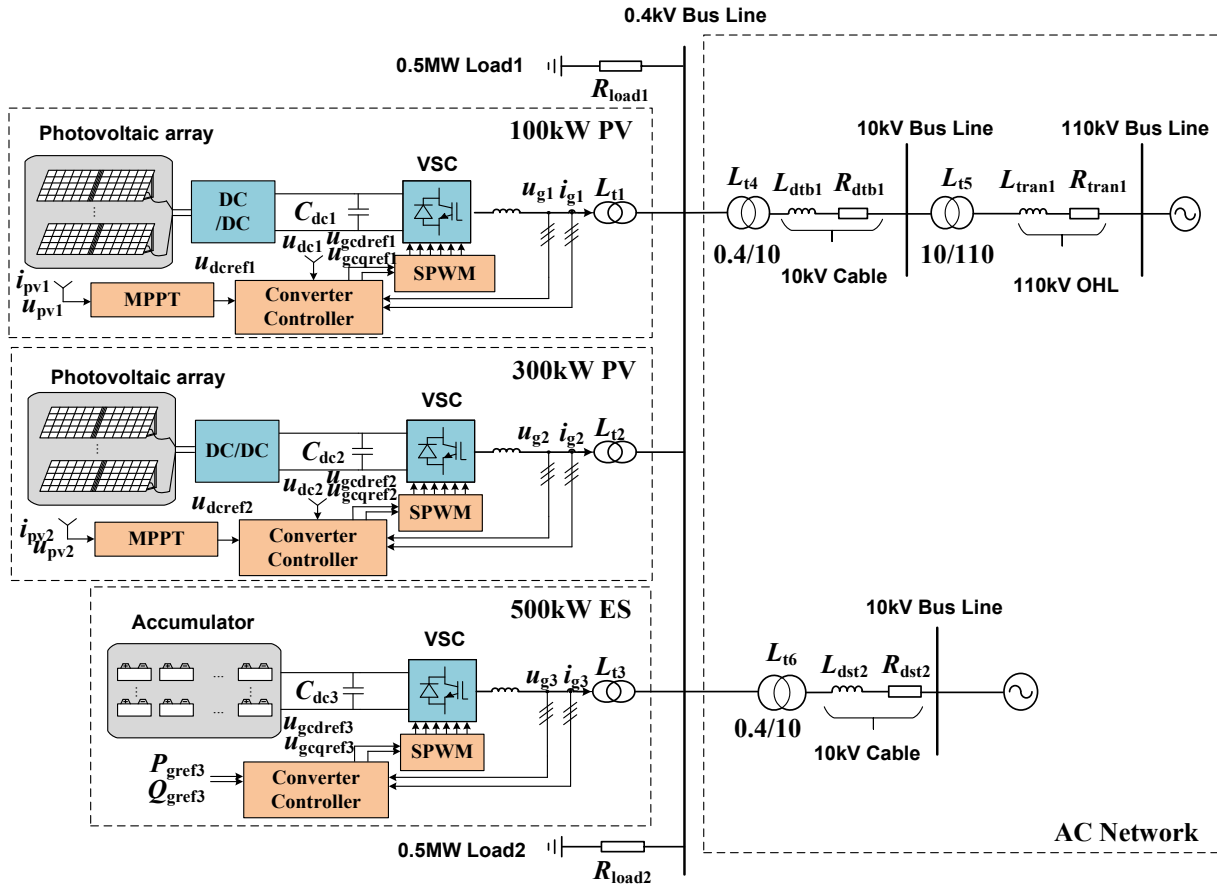 0.4kV Bus Line
0.5MW Load1
Rload1
100kW PV
Photovoltaic array
DC
/DC
Cdc1
VSC
ug1 ig1
Lt1
udc1
ugcdref1
ugcqref1
SPWM
udcref1
ipv1
upv1
MPPT
Converter
Controller
300kW PV
Photovoltaic array
DC/DC
Cdc2
VSC
ug2 ig2
Lt2
udc2
ugcdref2
ugcqref2
SPWM
udcref2
ipv2
upv2
MPPT
Converter
Controller
500kW ES
Accumulator
... 
...
Cdc3
VSC
ug3 ig3
Lt3
ugcdref3
ugcqref3
SPWM
Pgref3
Qgref3
Converter
Controller
0.5MW Load2
Rload2
10kV Bus Line
110kV Bus Line
Lt4
Ldtb1
Rdtb1
Lt5
Ltran1
Rtran1
0.4/10
10kV Cable
10/110
110kV OHL
10kV Bus Line
Lt6
Ldst2
Rdst2
0.4/10
10kV Cable
AC Network